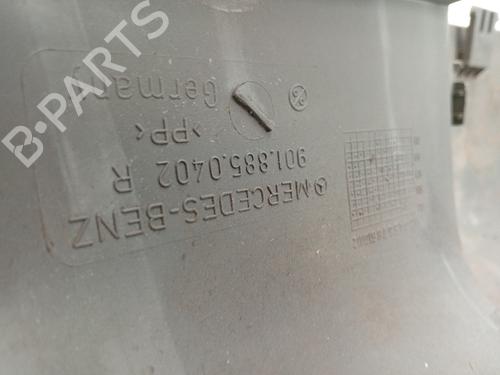 MERCEDES-BENZ
901.885.0402 R
>PP<
Germany
B-PARTS